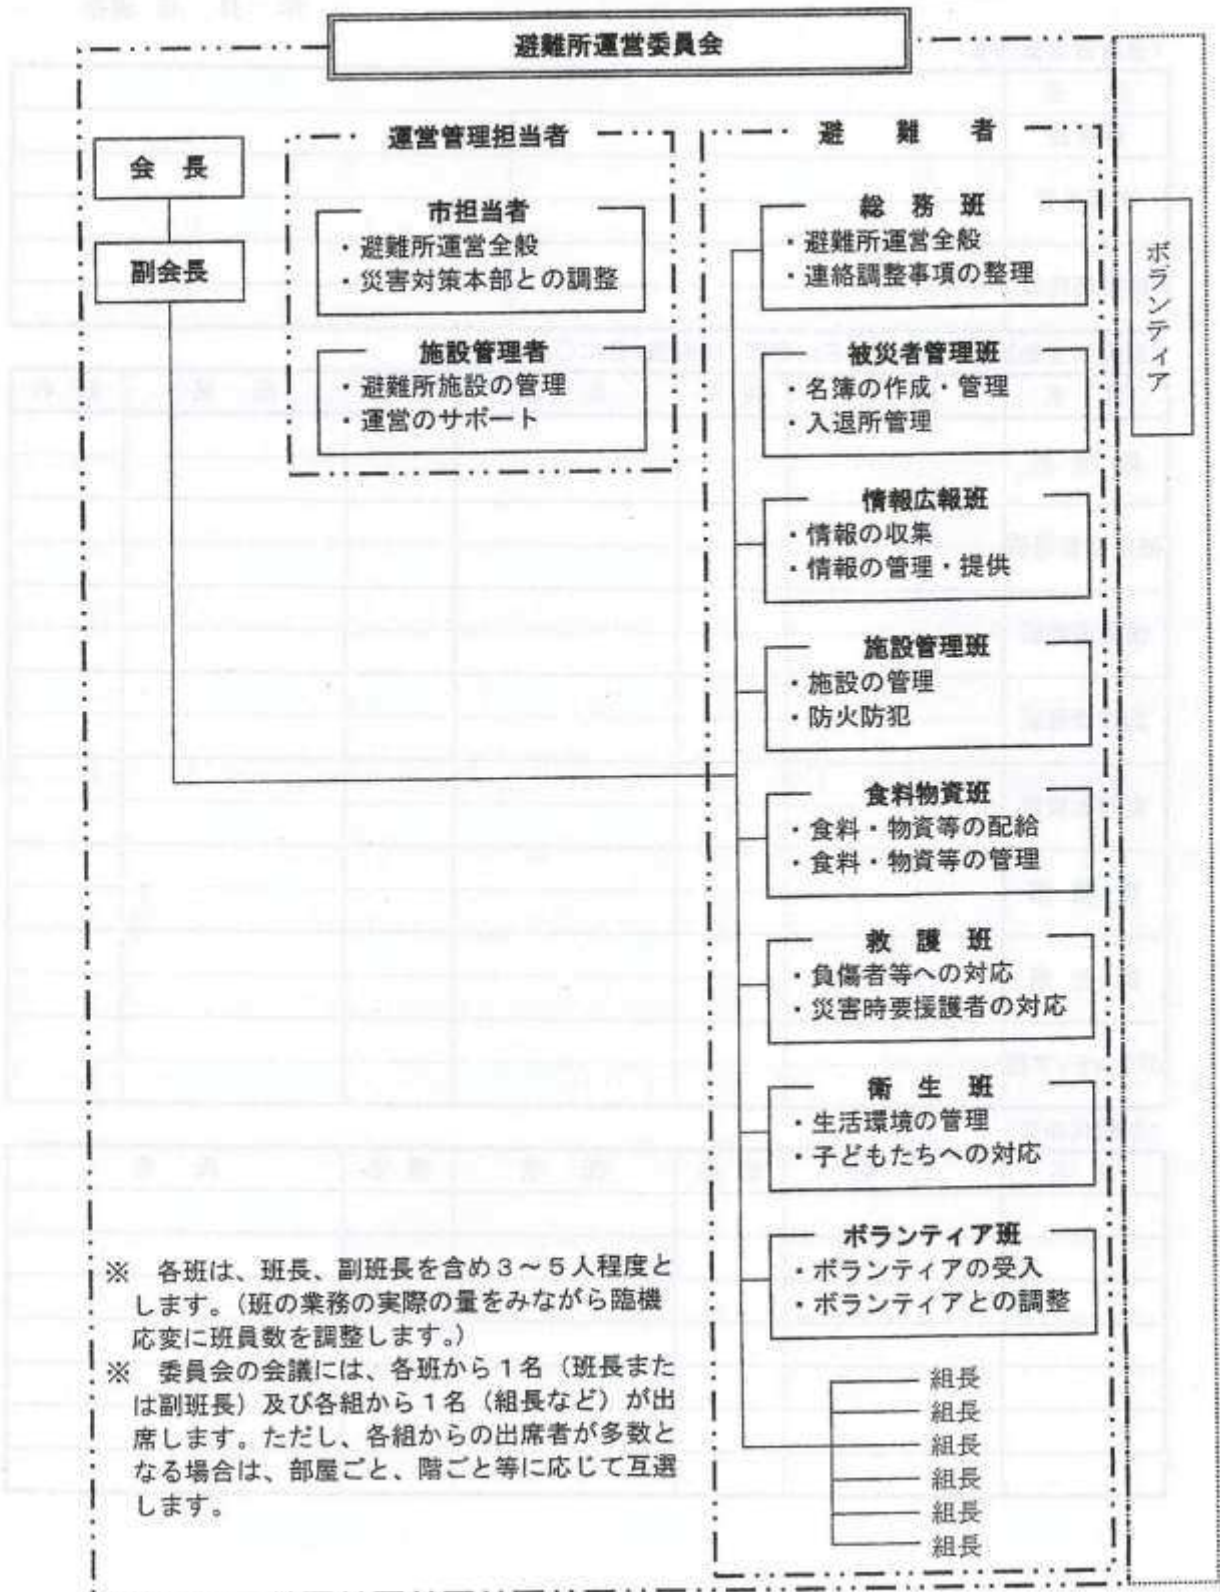 避難所運営委員会
会　長
副会長
運営管理担当者
市担当者
・避難所運営全般
・災害対策本部との調整
施設管理者
・避難所施設の管理
・運営のサポート
避　難　者
総　務　班
・避難所運営全般
・連絡調整事項の整理
被災者管理班
・名簿の作成・管理
・入退所管理
情報広報班
・情報の収集
・情報の管理・提供
施設管理班
・施設の管理
・防火防犯
食料物資班
・食料・物資等の配給
・食料・物資等の管理
救　護　班
・負傷者等への対応
・災害時要援護者の対応
衛　生　班
・生活環境の管理
・子どもたちへの対応
ボランティア班
・ボランティアの受入
・ボランティアとの調整
組長
組長
組長
組長
組長
組長
ボランティア
※　各班は、班長、副班長を含め３～５人程度と
します。（班の業務の実際の量をみながら臨機
応変に班員数を調整します。）
※　委員会の会議には、各班から１名（班長また
は副班長）及び各組から１名（組長など）が出
席します。ただし、各組からの出席者が多数と
なる場合は、部屋ごと、階ごと等に応じて互選
します。